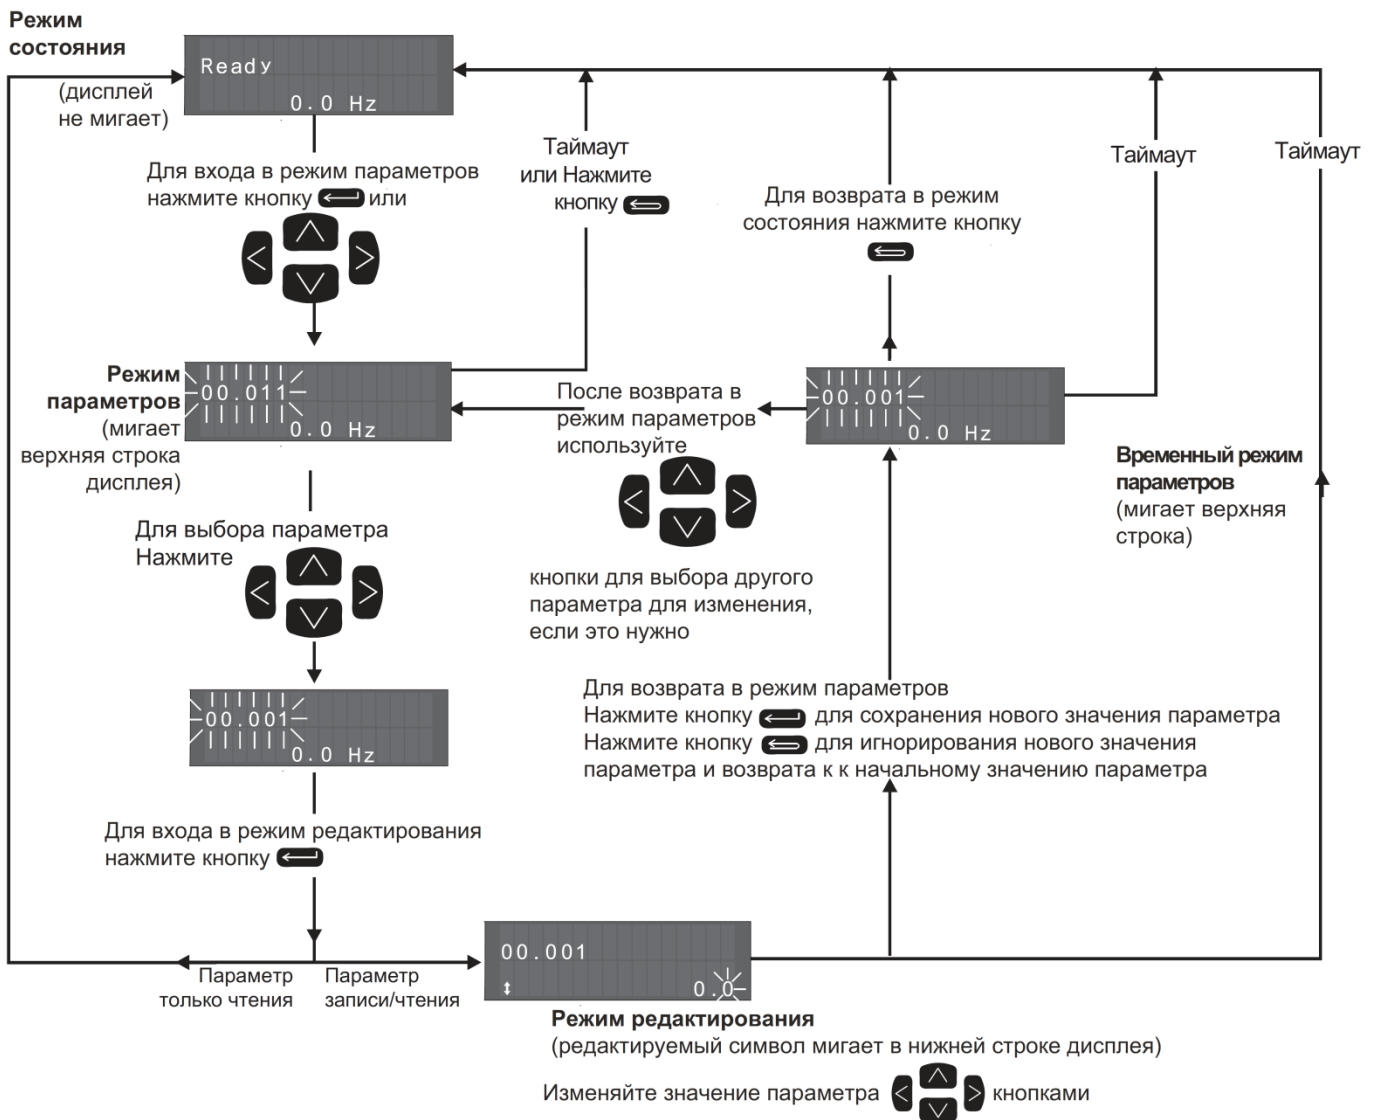 Режим
состояния
(дисплей
не мигает)
Ready
0.0 Hz
Для входа в режим параметров
нажмите кнопку или
Таймаут
или Нажмите
кнопку
Для возврата в режим
состояния нажмите кнопку
Таймаут
Таймаут
Режим
параметров
(мигает
верхняя строка
дисплея)
00.011
0.0 Hz
После возврата в
режим параметров
используйте
кнопки для выбора другого
параметра для изменения,
если это нужно
00.001
0.0 Hz
Временный режим
параметров
(мигает верхняя
строка)
Для выбора параметра
Нажмите
00.001
0.0 Hz
Для возврата в режим параметров
Нажмите кнопку для сохранения нового значения параметра
Нажмите кнопку для игнорирования нового значения
параметра и возврата к к начальному значению параметра
Для входа в режим редактирования
нажмите кнопку
Параметр
только чтения
Параметр
записи/чтения
00.001
0.0
Режим редактирования
(редактируемый символ мигает в нижней строке дисплея)
Изменяйте значение параметра кнопками